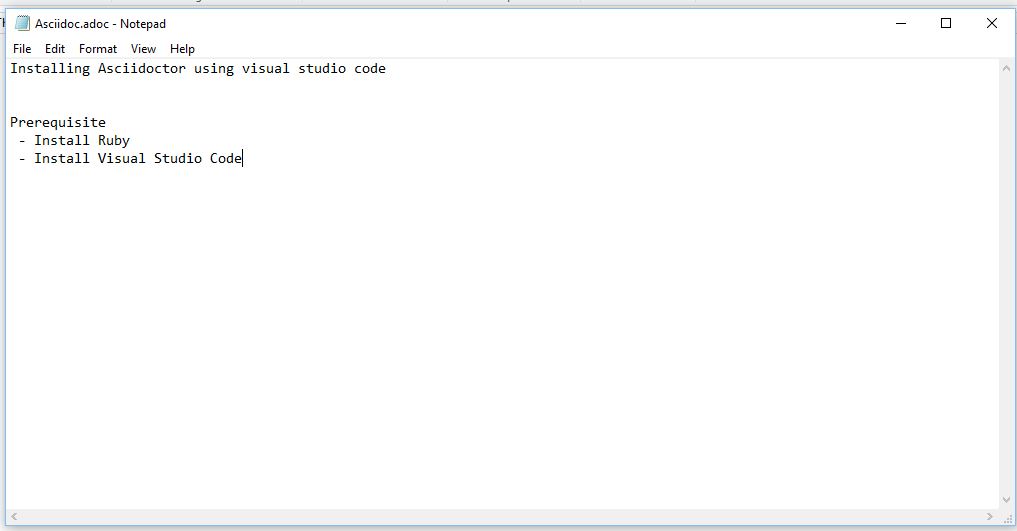 Asciidoc.adoc - Notepad
File Edit Format View Help
Installing Asciidoctor using visual studio code
Prerequisite
- Install Ruby
- Install Visual Studio Code